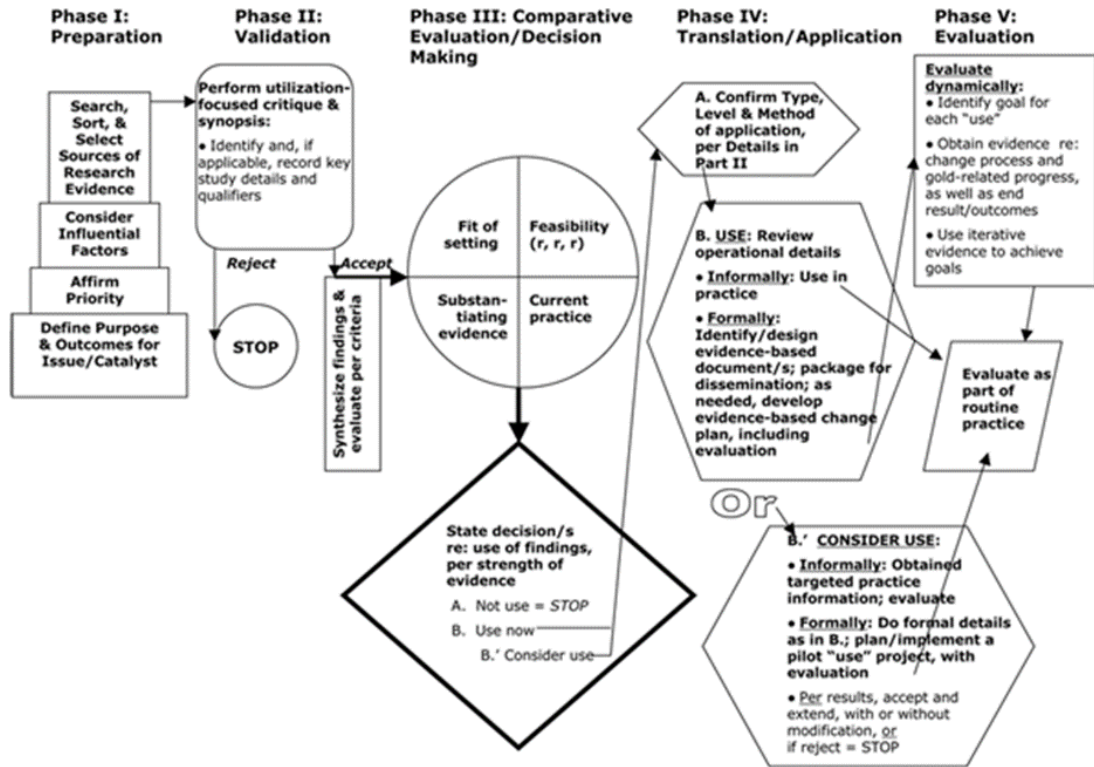 Phase I:
Preparation
Phase II:
Validation
Phase III: Comparative
Evaluation/Decision
Making
Phase IV:
Translation/Application
Phase V:
Evaluation
Search,
Sort, &
Select
Sources of
Research
Evidence
Consider
Influential
Factors
Affirm
Priority
Define Purpose
& Outcomes for
Issue/Catalyst
Perform utilization-
focused critique &
synopsis:
• Identify and, if
applicable, record key
study details and
qualifiers
Reject
Accept
STOP
Synthesize findings &
evaluate per criteria
Fit of
setting
Feasibility
(r, r, r)
Substan-
tiating
evidence
Current
practice
State decision/s
re: use of findings,
per strength of
evidence
A. Not use = STOP
B. Use now
B.' Consider use
A. Confirm Type,
Level & Method
of application,
per Details in
Part II
B. USE: Review
operational details
• Informally: Use in
practice
• Formally:
Identify/design
evidence-based
document/s; package for
dissemination; as
needed, develop
evidence-based change
plan, including
evaluation
Or
B.' CONSIDER USE:
• Informally: Obtained
targeted practice
information; evaluate
• Formally: Do formal details
as in B.; plan/implement a
pilot "use" project, with
evaluation
• Per results, accept and
extend, with or without
modification, or
if reject = STOP
Evaluate
dynamically:
• Identify goal for
each "use"
• Obtain evidence re:
change process and
gold-related progress,
as well as end
result/outcomes
• Use iterative
evidence to achieve
goals
Evaluate as
part of
routine
practice